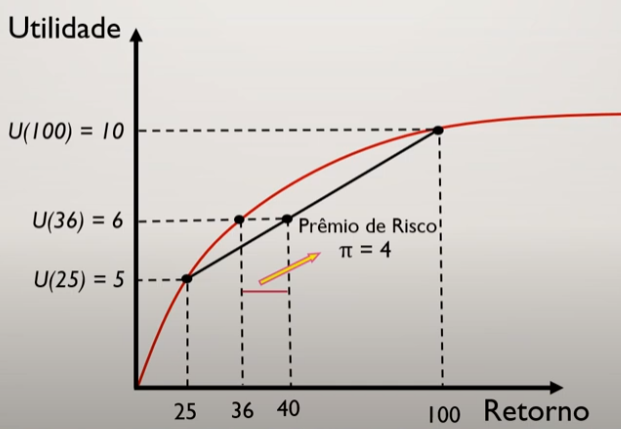 Utilidade
U(100) = 10
U(36) = 6
Prêmio de Risco
π = 4
U(25) = 5
25 36 40 100 Retorno